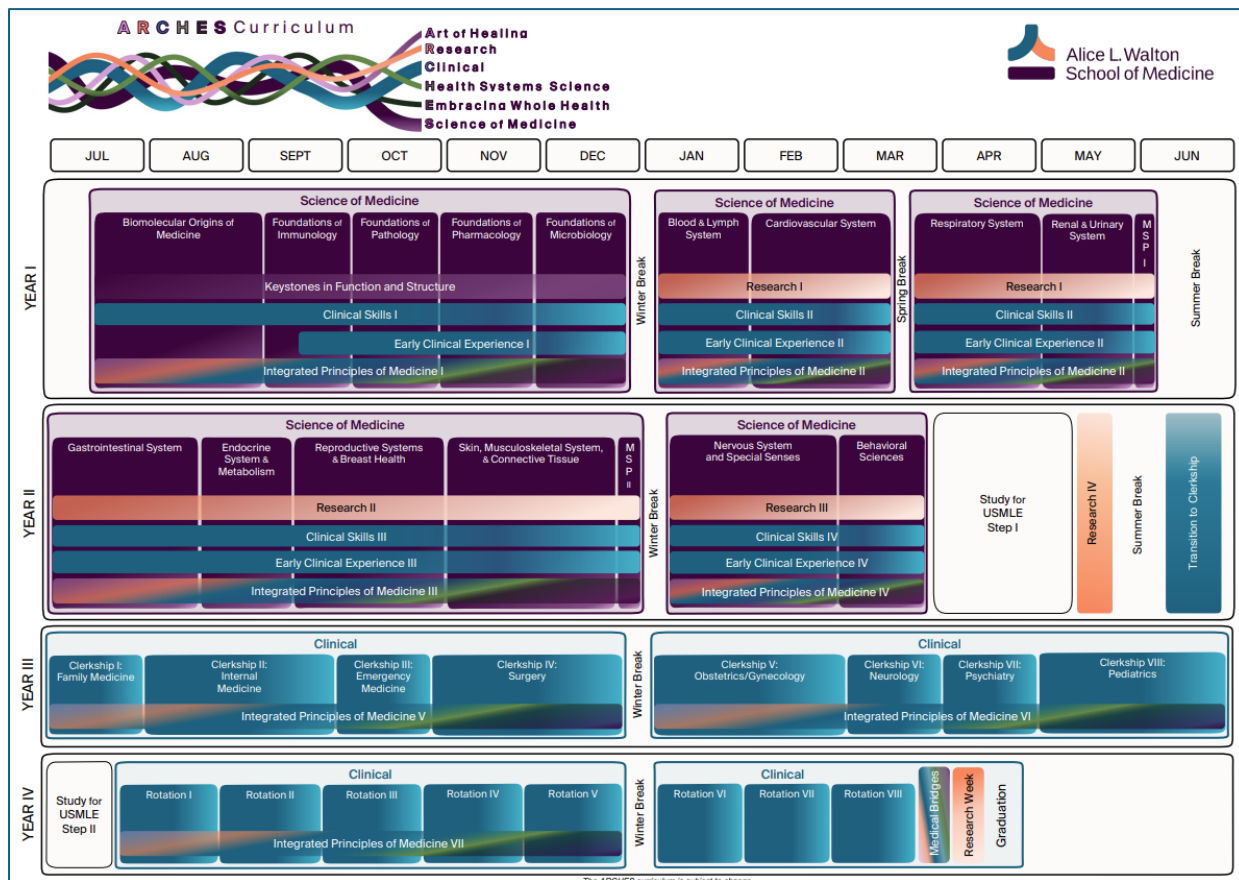 ARCHES Curriculum
Art of Healing
Research
Clinical
Health Systems Science
Embracing Whole Health
Science of Medicine
Alice L. Walton
School of Medicine
JUL
AUG
SEPT
OCT
NOV
DEC
JAN
FEB
MAR
APR
MAY
JUN
YEAR I
Science of Medicine
Biomolecular Origins of
Medicine
Foundations of
Immunology
Foundations of
Pathology
Foundations of
Pharmacology
Foundations of
Microbiology
Keystones in Function and Structure
Clinical Skills I
Early Clinical Experience I
Integrated Principles of Medicine I
Winter Break
Science of Medicine
Blood & Lymph
System
Cardiovascular System
Research I
Clinical Skills II
Early Clinical Experience II
Integrated Principles of Medicine II
Spring Break
Science of Medicine
Respiratory System
Renal & Urinary
System
MSP I
Research I
Clinical Skills II
Early Clinical Experience II
Integrated Principles of Medicine II
Summer Break
YEAR II
Science of Medicine
Gastrointestinal System
Endocrine
System &
Metabolism
Reproductive Systems
& Breast Health
Skin, Musculoskeletal System,
& Connective Tissue
MSP II
Research II
Clinical Skills III
Early Clinical Experience III
Integrated Principles of Medicine III
Winter Break
Science of Medicine
Nervous System
and Special Senses
Behavioral
Sciences
Research III
Clinical Skills IV
Early Clinical Experience IV
Integrated Principles of Medicine IV
Study for
USMLE
Step I
Research IV
Summer Break
Transition to Clerkship
YEAR III
Clinical
Clerkship I:
Family Medicine
Clerkship II:
Internal
Medicine
Clerkship III:
Emergency
Medicine
Clerkship IV:
Surgery
Integrated Principles of Medicine V
Winter Break
Clinical
Clerkship V:
Obstetrics/Gynecology
Clerkship VI:
Neurology
Clerkship VII:
Psychiatry
Clerkship VIII:
Pediatrics
Integrated Principles of Medicine VI
YEAR IV
Study for
USMLE
Step II
Clinical
Rotation I
Rotation II
Rotation III
Rotation IV
Rotation V
Integrated Principles of Medicine VII
Winter Break
Clinical
Rotation VI
Rotation VII
Rotation VIII
Medical Bridges
Research Week
Graduation